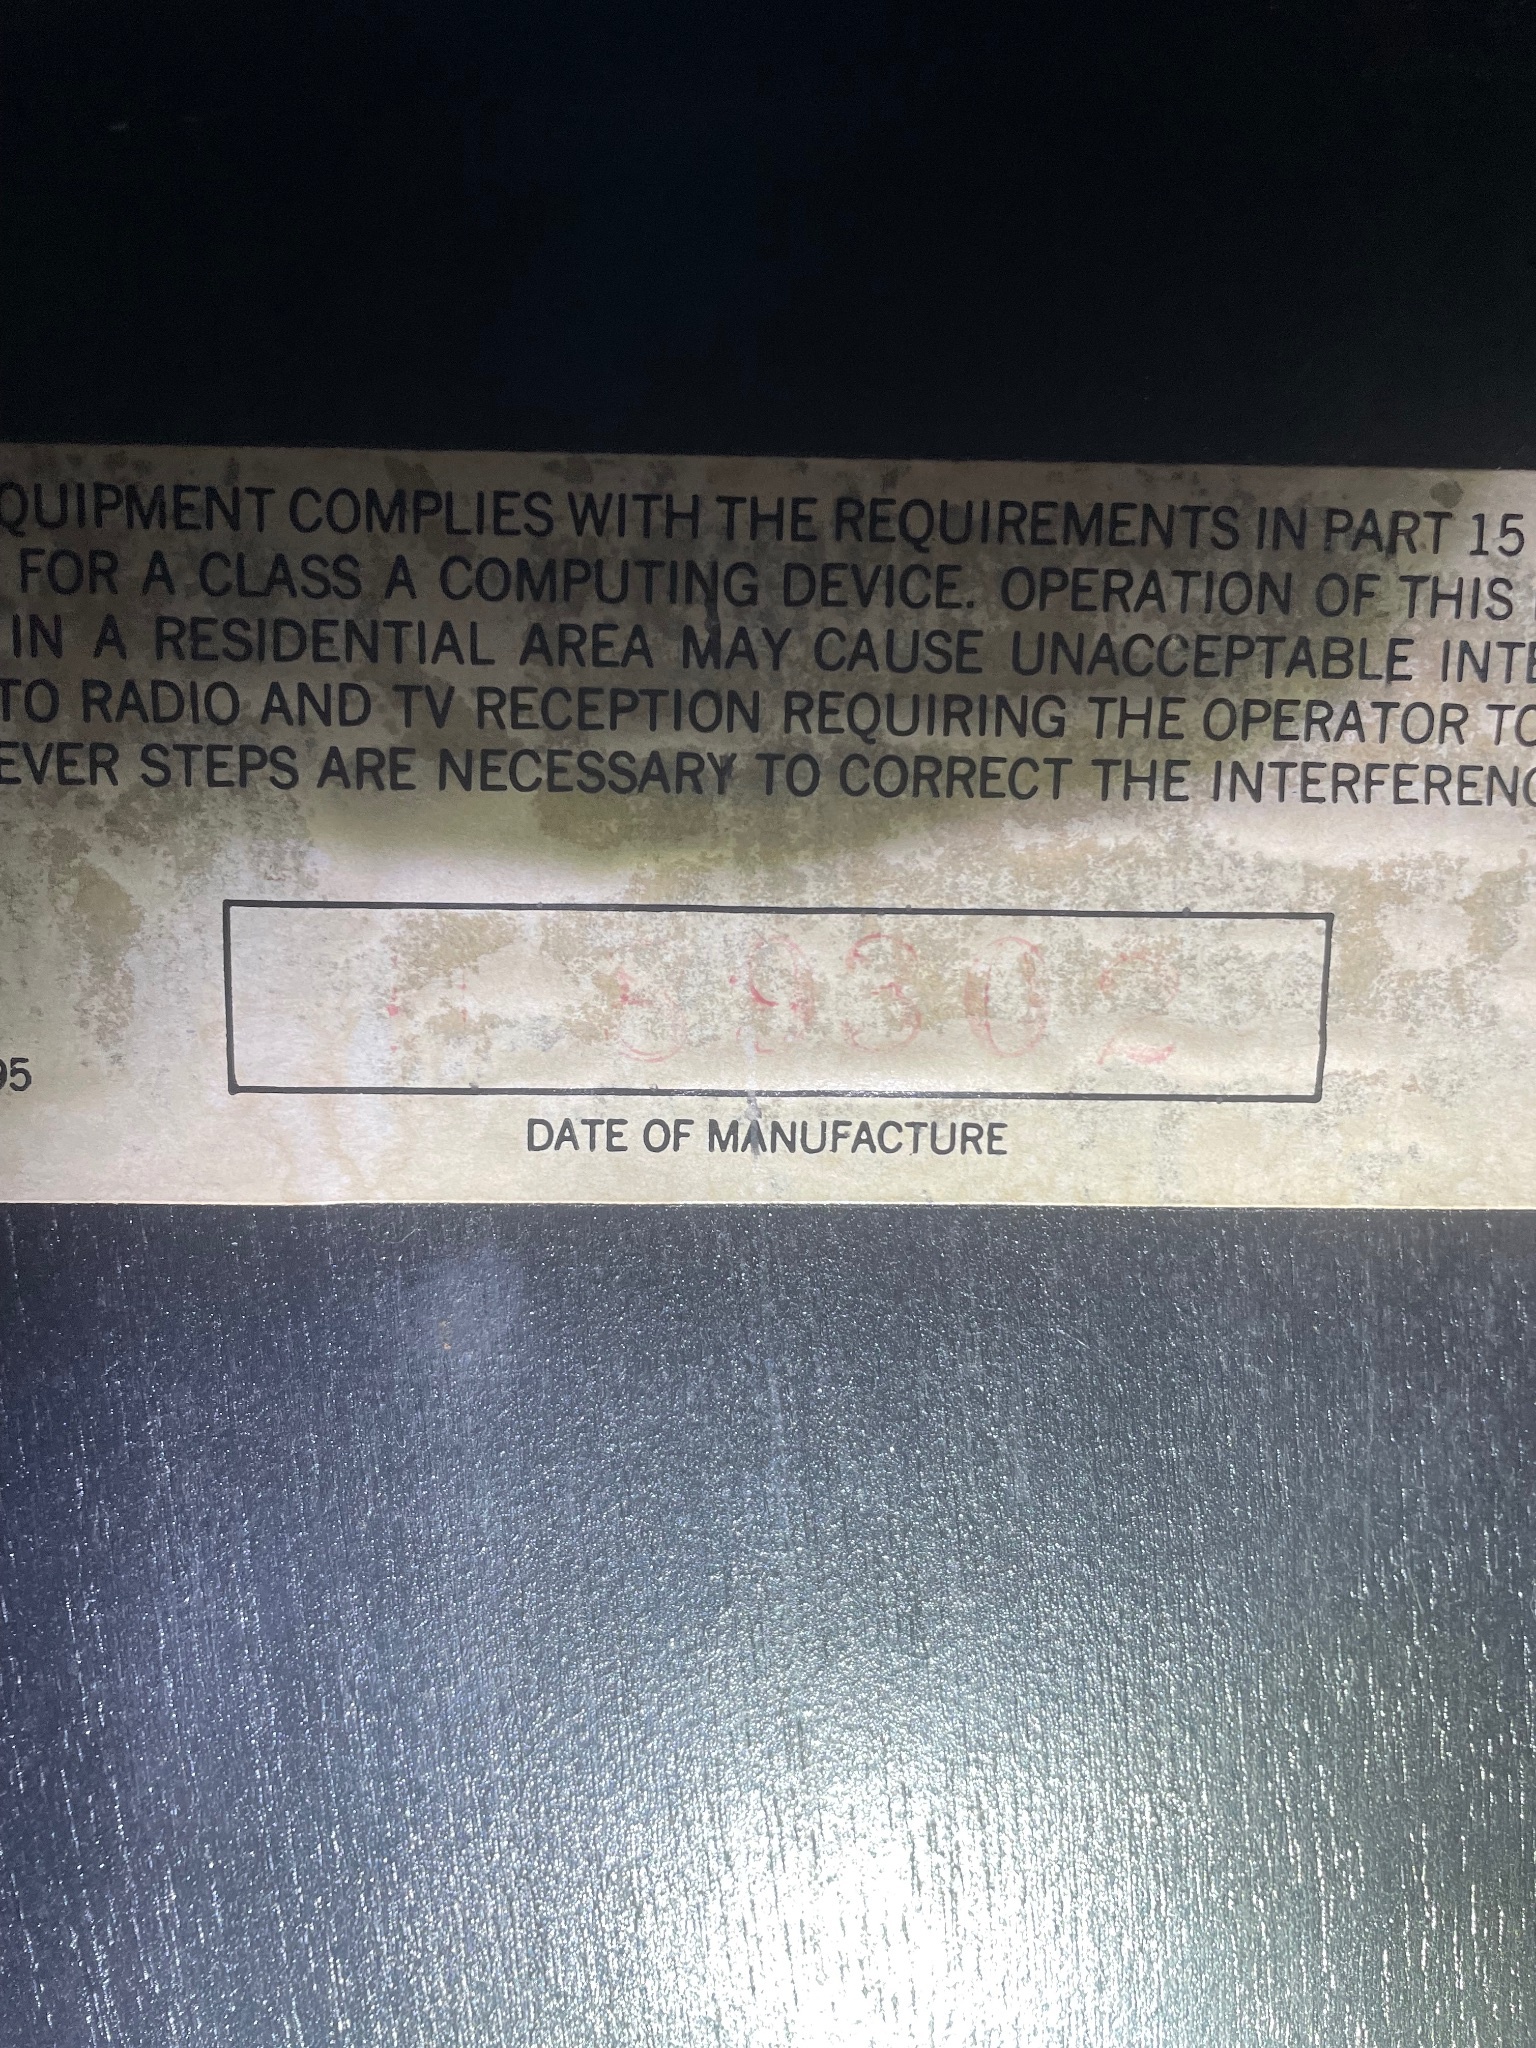 QUIPMENT COMPLIES WITH THE REQUIREMENTS IN PART 15
FOR A CLASS A COMPUTING DEVICE. OPERATION OF THIS
IN A RESIDENTIAL AREA MAY CAUSE UNACCEPTABLE INTE
TO RADIO AND TV RECEPTION REQUIRING THE OPERATOR TO
EVER STEPS ARE NECESSARY TO CORRECT THE INTERFERENC
95
DATE OF MANUFACTURE